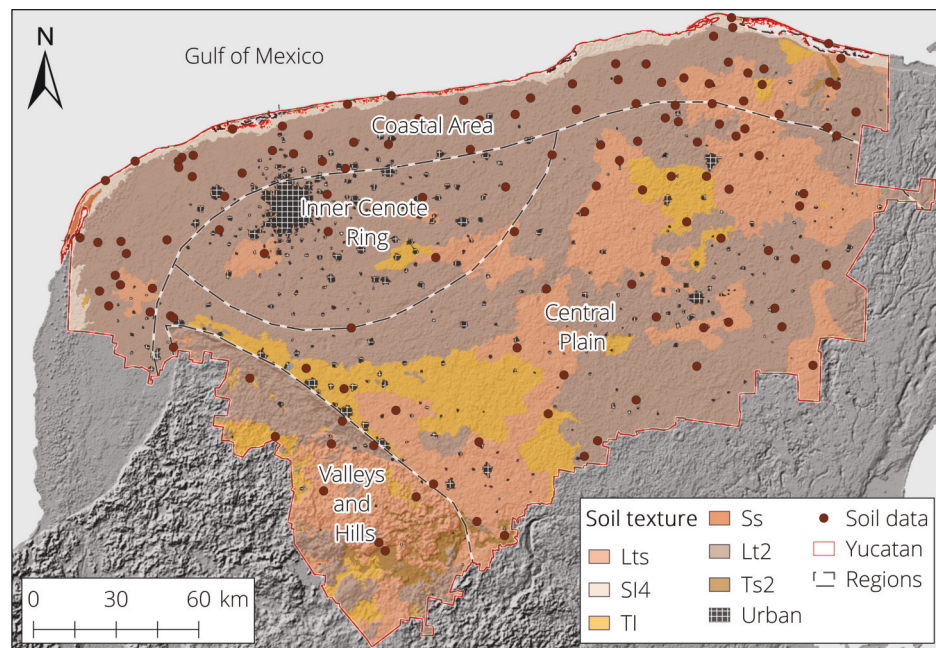 N
Gulf of Mexico
Coastal Area
Inner Cenote
Ring
Central
Plain
Valleys
and
Hills
Soil texture
Lts
Sl4
Tl
Ss
Lt2
Ts2
Urban
Soil data
Yucatan
Regions
0 30 60 km